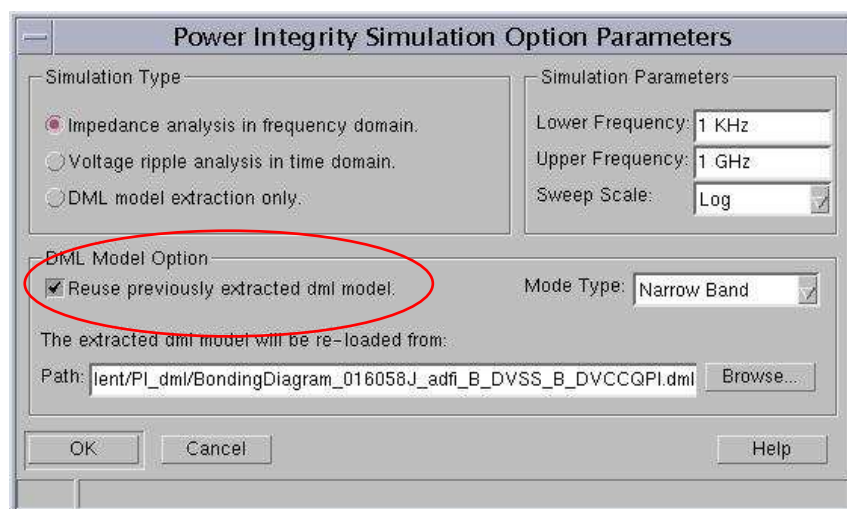 Power Integrity Simulation Option Parameters
Simulation Type
Impedance analysis in frequency domain.
Voltage ripple analysis in time domain.
DML model extraction only.
Simulation Parameters
Lower Frequency: 1 KHz
Upper Frequency: 1 GHz
Sweep Scale: Log
DML Model Option
Reuse previously extracted dml model.
Mode Type: Narrow Band
The extracted dml model will be re-loaded from:
Path: lent/PI_dml/BondingDiagram_016058J_adfi_B_DVSS_B_DVCCQPI.dml Browse...
OK Cancel Help